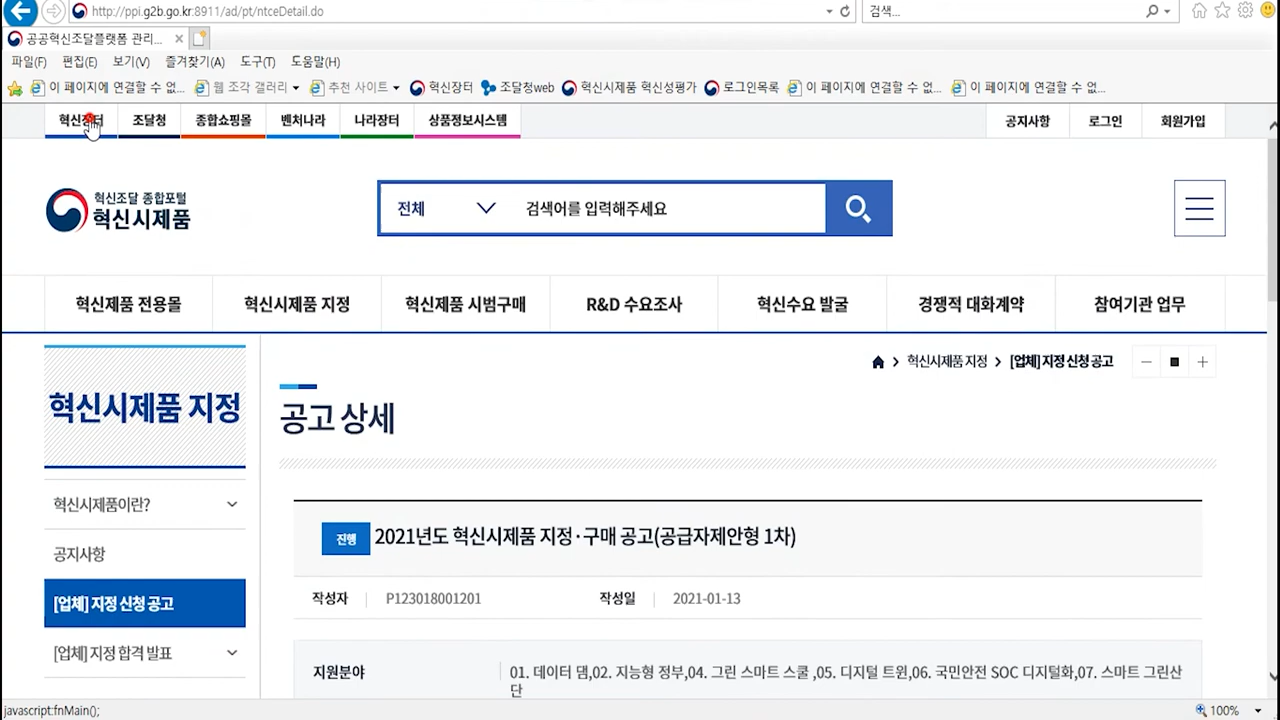 http://ppi.g2b.go.kr:8911/ad/pt/ntceDetail.do
검색...
공공혁신조달플랫폼 관리...
파일(F) 편집(E) 보기(V) 즐겨찾기(A) 도구(T) 도움말(H)
이 페이지에 연결할 수 없... 웹 조각 갤러리 추천 사이트 혁신장터 조달청web 혁신시제품 혁신성평가 로그인목록 이 페이지에 연결할 수 없... 이 페이지에 연결할 수 없...
조달청 종합쇼핑몰 벤처나라 나라장터 상품정보시스템 공지사항 로그인 회원가입
혁신조달 종합포털
혁신시제품
전체 검색어를 입력해주세요
혁신제품 전용몰 혁신시제품 지정 혁신제품 시범구매 R&D 수요조사 혁신수요 발굴 경쟁적 대화계약 참여기관 업무
혁신시제품 지정 [업체] 지정 신청 공고
혁신시제품 지정
공고 상세
혁신시제품이란?
공지사항
[업체] 지정 신청 공고
[업체] 지정 합격 발표
진행 2021년도 혁신시제품 지정·구매 공고(공급자제안형 1차)
작성자 P123018001201 작성일 2021-01-13
지원분야 01. 데이터 댐,02. 지능형 정부,04. 그린 스마트 스쿨 ,05. 디지털 트윈,06. 국민안전 SOC 디지털화,07. 스마트 그린산
단
javascript:fnMain();
100%